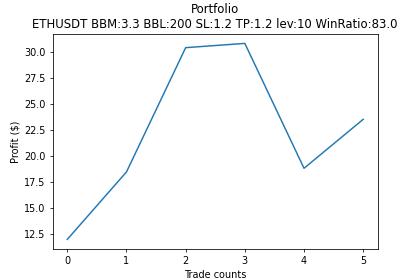 Portfolio
ETHUSDT BBM:3.3 BBL:200 SL:1.2 TP:1.2 lev:10 WinRatio:83.0
Profit ($)
30.0
27.5
25.0
22.5
20.0
17.5
15.0
12.5
0 1 2 3 4 5
Trade counts